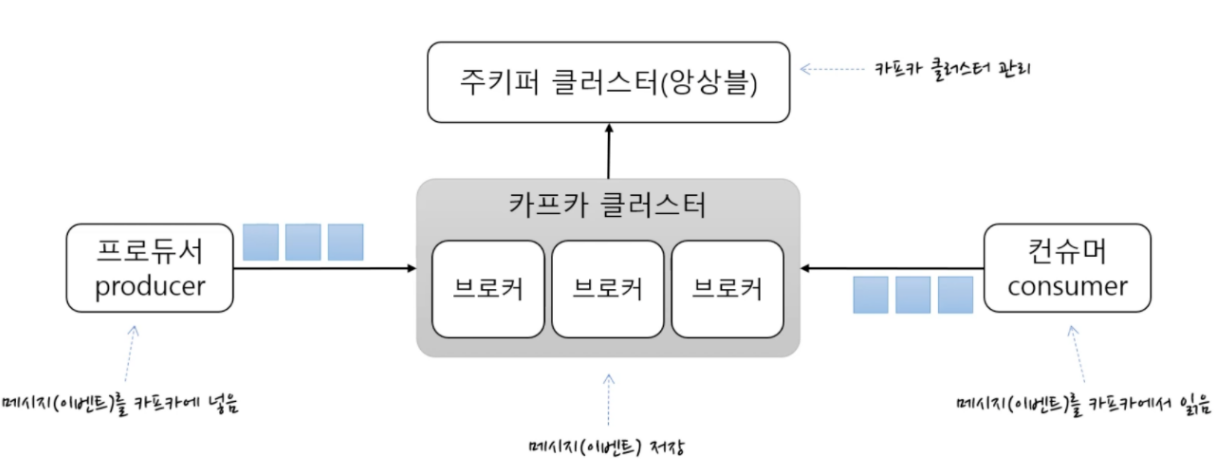 주키퍼 클러스터(앙상블)
카프카 클러스터 관리
카프카 클러스터
프로듀서
producer
브로커
브로커
브로커
컨슈머
consumer
메시지(이벤트)를 카프카에 넣음
메시지(이벤트) 저장
메시지(이벤트)를 카프카에서 읽음